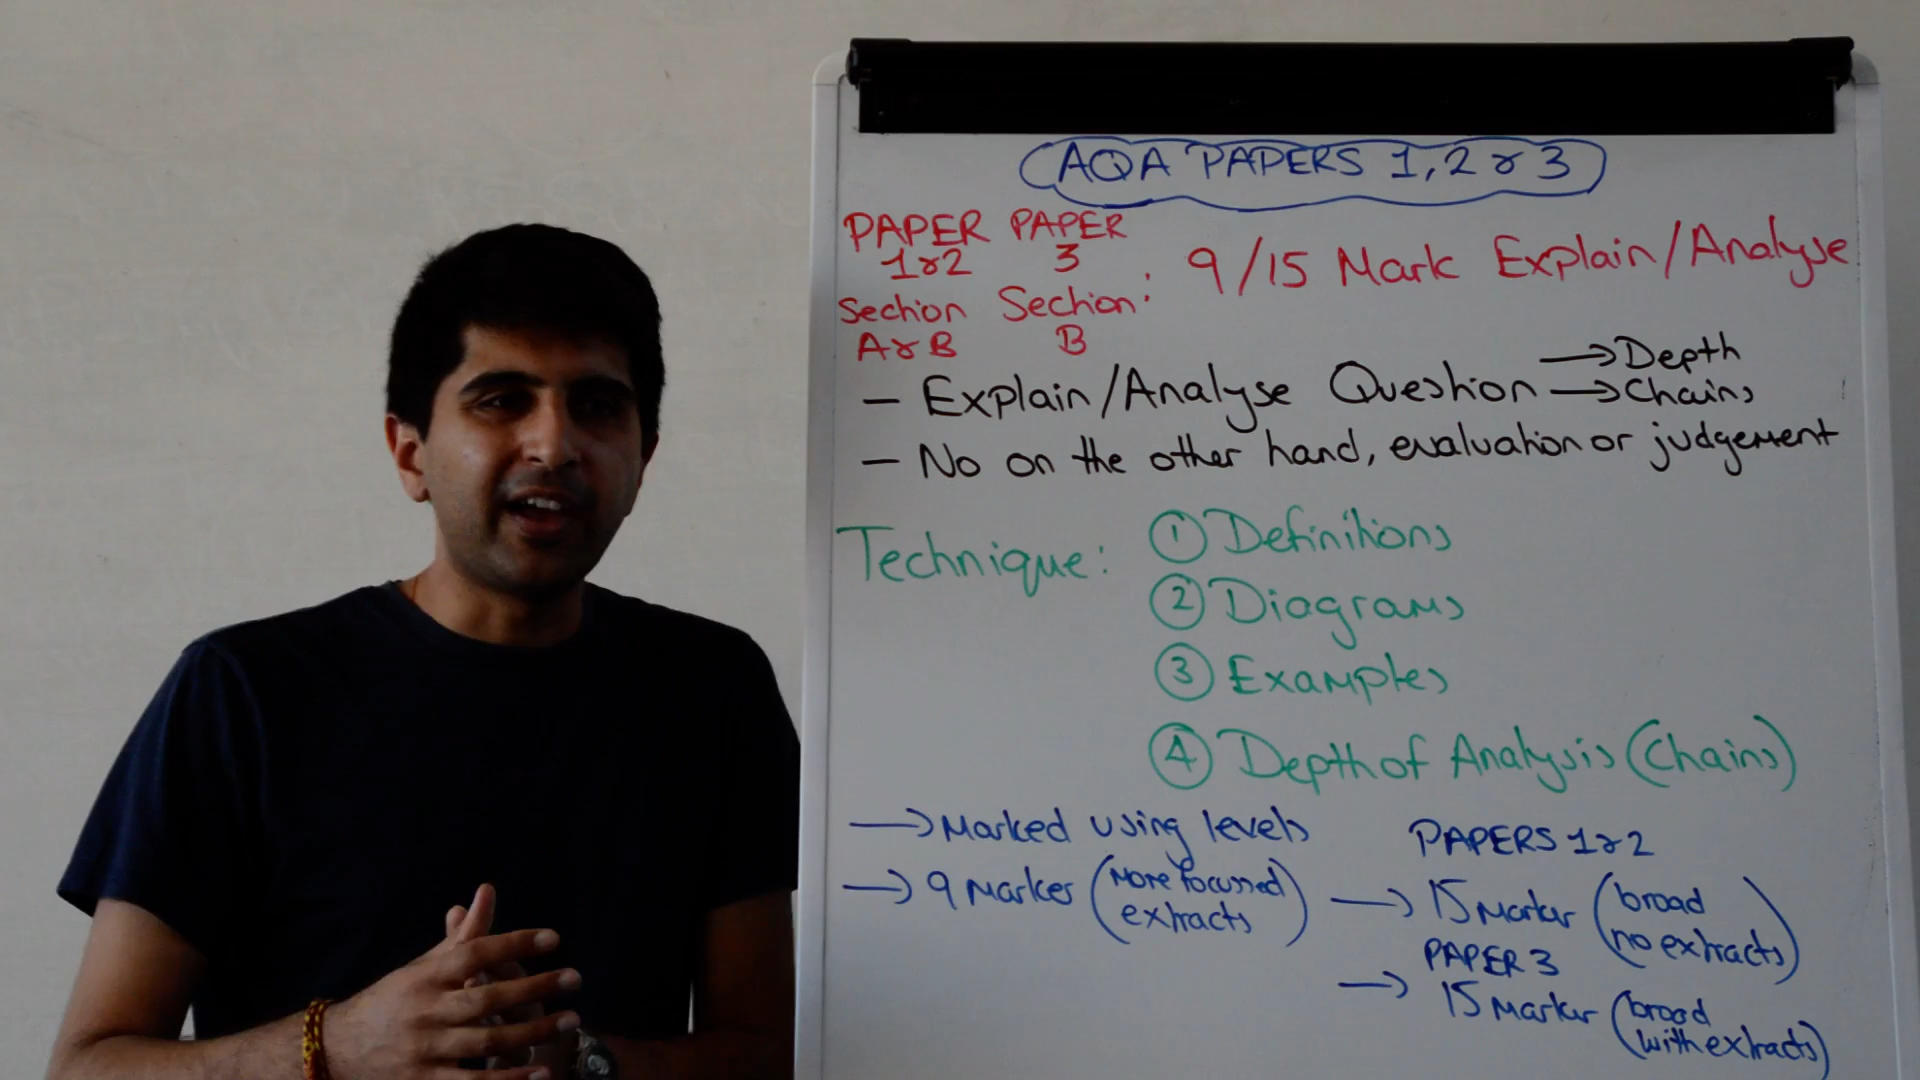 AQA PAPERS 1, 2 & 3
PAPER 1&2 Section A & B
PAPER 3 Section B
: 9/15 Mark Explain/Analyse
- Explain/Analyse Question → Depth
→ Chains
- No on the other hand, evaluation or judgement
Technique: ① Definitions
② Diagrams
③ Examples
④ Depth of Analysis (Chains)
→ Marked using levels
→ 9 Marker (More focussed
extracts)
PAPERS 1&2
→ 15 Marker (broad
no extracts)
PAPER 3
→ 15 Marker (broad
with extracts)